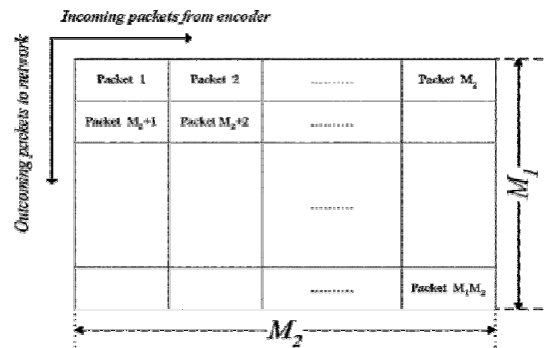 Incoming packets from encoder
Outcoming packets to network
Packet 1 Packet 2 ........... Packet M₂
Packet M₂+1 Packet M₂+2 ...........
...........
........... Packet M₁M₂
M₁
M₂